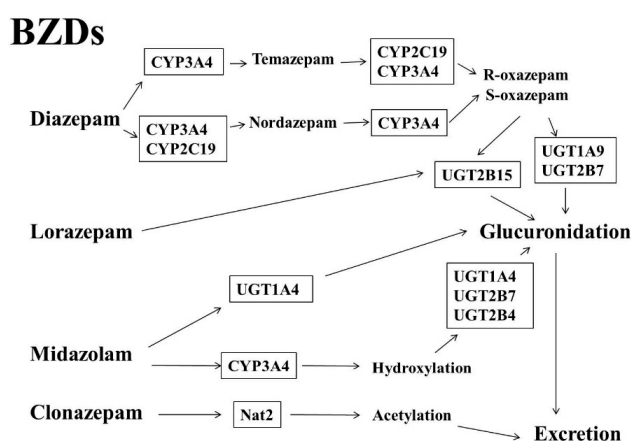 BZDs
CYP3A4
Temazepam
CYP2C19
CYP3A4
R-oxazepam
S-oxazepam
Diazepam
CYP3A4
CYP2C19
Nordazepam
CYP3A4
UGT1A9
UGT2B7
UGT2B15
Lorazepam
Glucuronidation
UGT1A4
UGT1A4
UGT2B7
UGT2B4
Midazolam
CYP3A4
Hydroxylation
Clonazepam
Nat2
Acetylation
Excretion